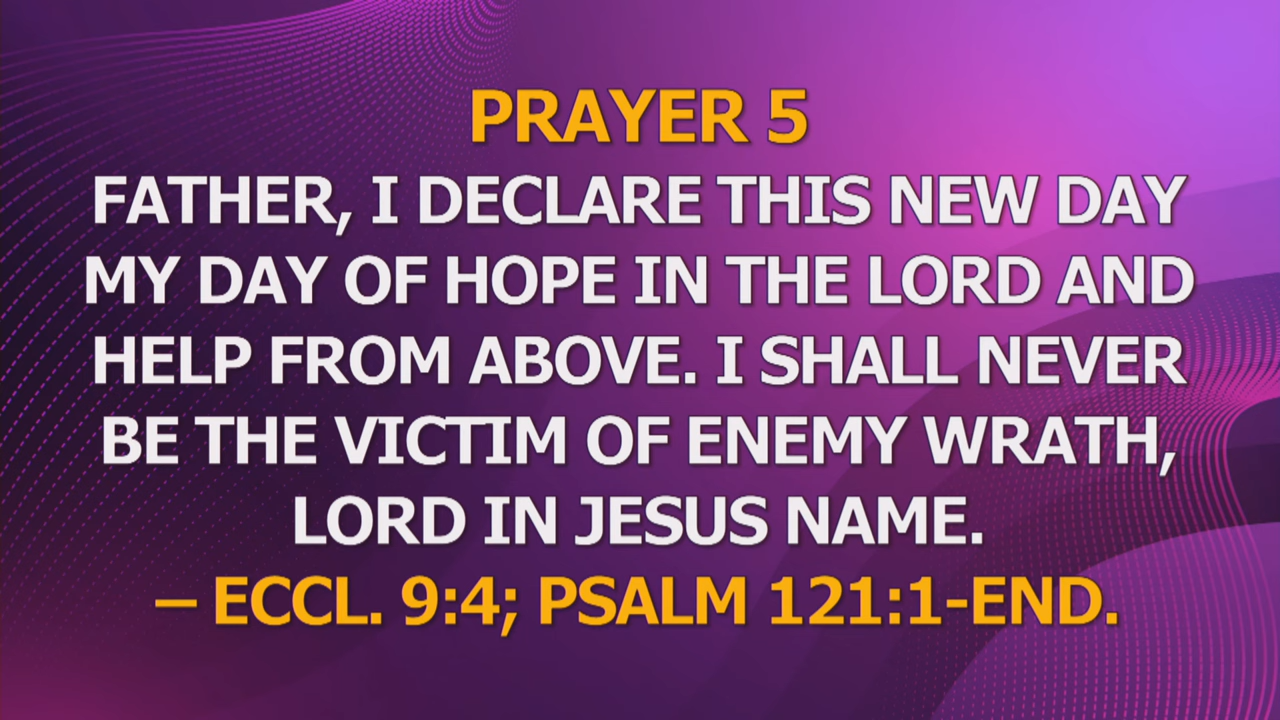 PRAYER 5
FATHER, I DECLARE THIS NEW DAY
MY DAY OF HOPE IN THE LORD AND
HELP FROM ABOVE. I SHALL NEVER
BE THE VICTIM OF ENEMY WRATH,
LORD IN JESUS NAME.
– ECCL. 9:4; PSALM 121:1-END.